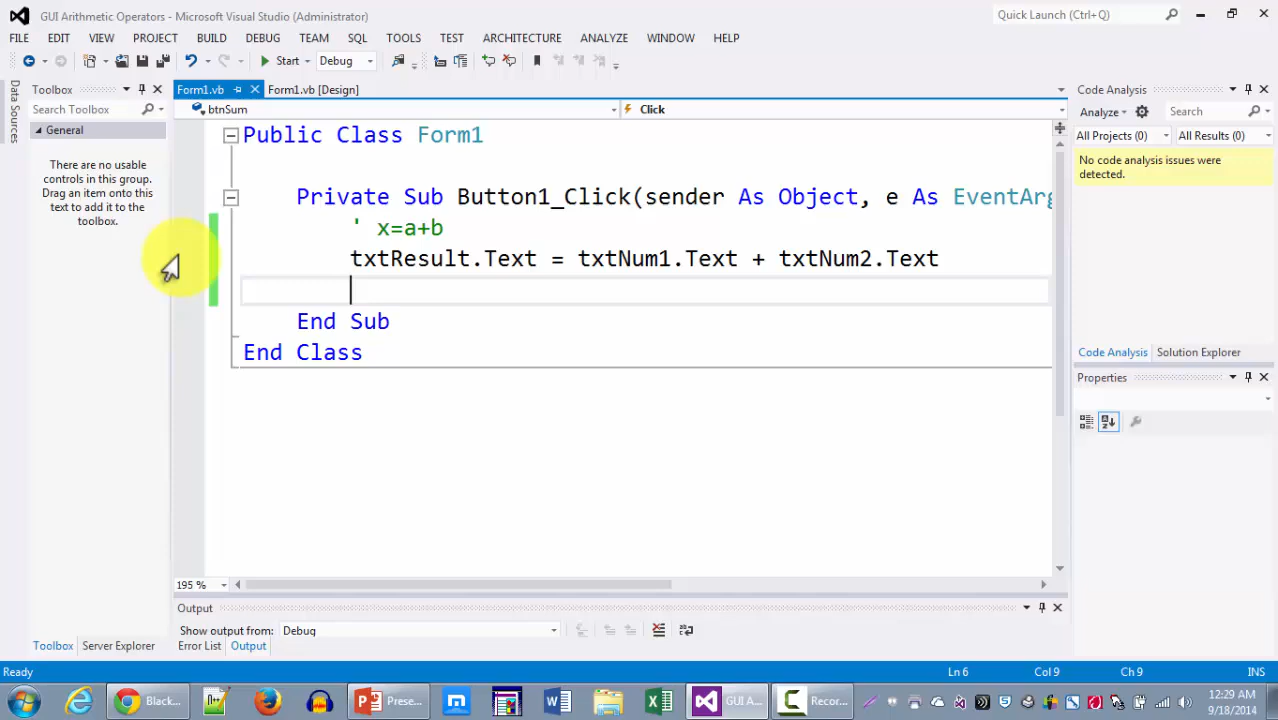 GUI Arithmetic Operators - Microsoft Visual Studio (Administrator)
Quick Launch (Ctrl+Q)
FILE EDIT VIEW PROJECT BUILD DEBUG TEAM SQL TOOLS TEST ARCHITECTURE ANALYZE WINDOW HELP
Start Debug
Data Sources
Toolbox
Search Toolbox
General
There are no usable
controls in this group.
Drag an item onto this
text to add it to the
toolbox.
Form1.vb Form1.vb [Design]
btnSum Click
Public Class Form1
Private Sub Button1_Click(sender As Object, e As EventArg
' x=a+b
txtResult.Text = txtNum1.Text + txtNum2.Text
End Sub
End Class
195 %
Code Analysis
Analyze Search
All Projects (0) All Results (0)
No code analysis issues were
detected.
Code Analysis Solution Explorer
Properties
Output
Show output from: Debug
Toolbox Server Explorer Error List Output
Ready Ln 6 Col 9 Ch 9 INS
Black... Prese... GUI A... Recor...
12:29 AM
9/18/2014